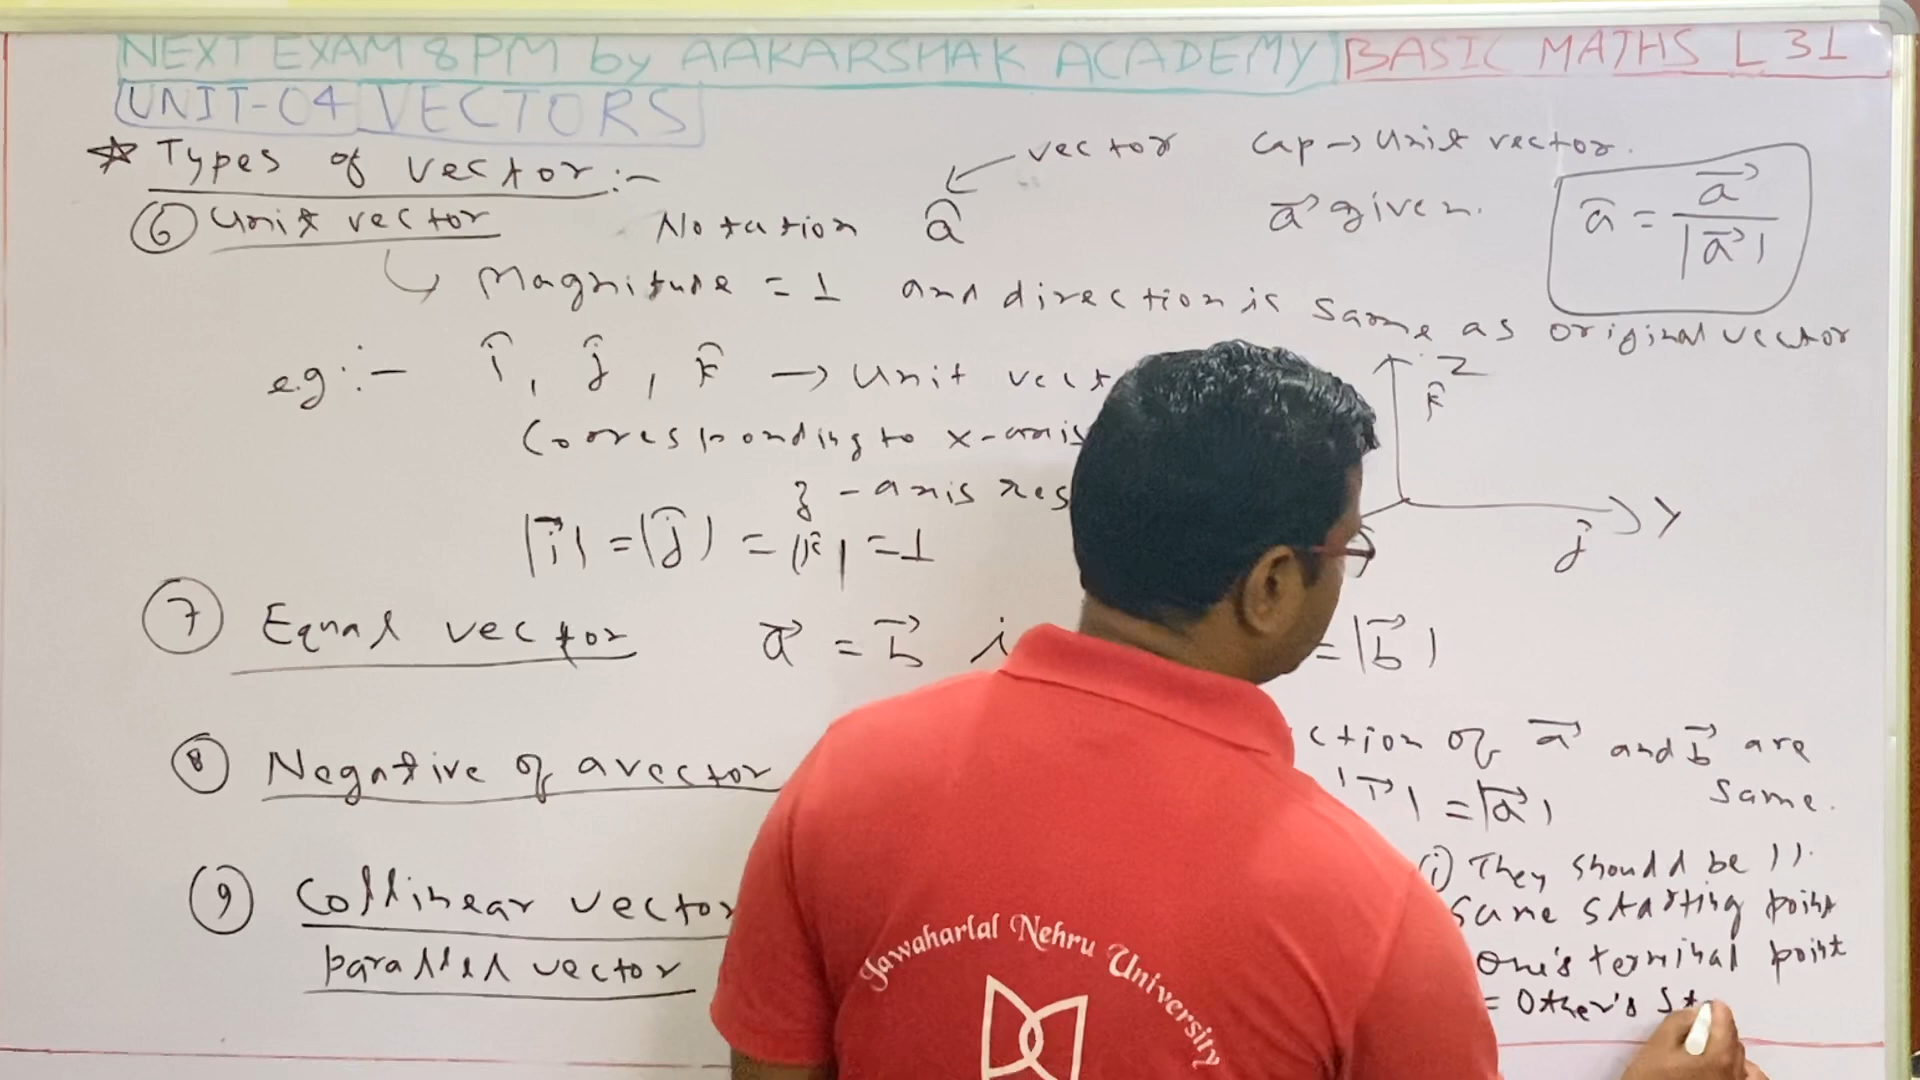 NEXT EXAM 8 PM by AAKARSHAK ACADEMY BASIC MATHS L 31
UNIT-04 VECTORS
☆ Types of vector :-
vector cap → unit vector.
⑥ unit vector Notation â a⃗ given. â = a⃗ / |a⃗|
Magnitude = 1 and direction is same as original vector
eg :- î, ĵ, k̂ → unit vect
z
k̂
Corresponding to x-axis
z -axis res
y
ĵ
|i⃗| = |ĵ| = |k̂| = 1
⑦ Equal vector a⃗ = b⃗ i = |b⃗|
ction of a⃗ and b⃗ are
same.
⑧ Negative of a vector = |a⃗|
(i) They should be ||.
⑨ Collinear vector same starting point
parallel vector one's terminal point
= other's st
Jawaharlal Nehru University